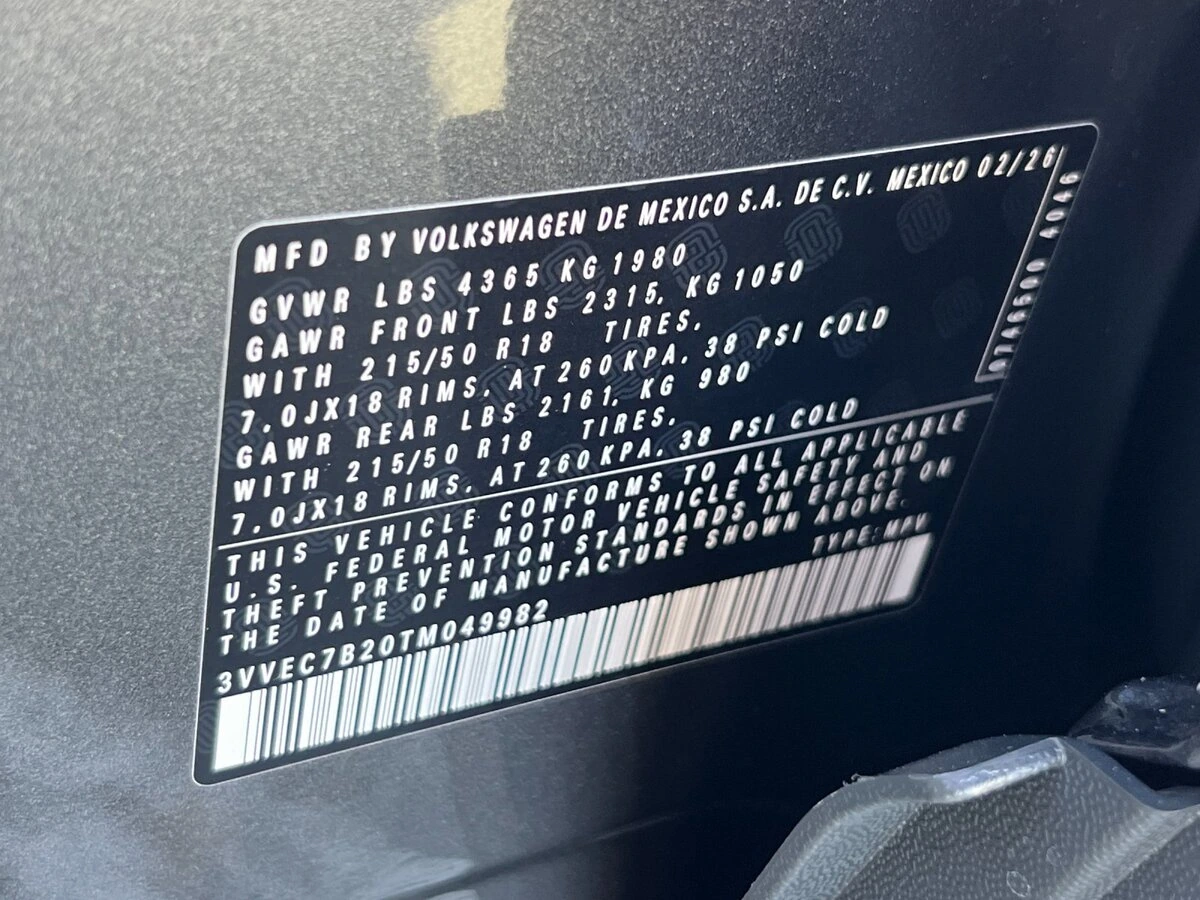 MFD BY VOLKSWAGEN DE MEXICO S.A. DE C.V. MEXICO 02/26
GVWR LBS 4365 KG 1980
GAWR FRONT LBS 2315, KG 1050
WITH 215/50 R18 TIRES,
7.0JX18 RIMS, AT 260 KPA, 38 PSI COLD
GAWR REAR LBS 2161, KG 980
WITH 215/50 R18 TIRES,
7.0JX18 RIMS, AT 260 KPA, 38 PSI COLD
THIS VEHICLE CONFORMS TO ALL APPLICABLE
U.S. FEDERAL MOTOR VEHICLE SAFETY AND
THEFT PREVENTION STANDARDS IN EFFECT ON
THE DATE OF MANUFACTURE SHOWN ABOVE.
TYPE: MPV
3VVEC7B20TM049982